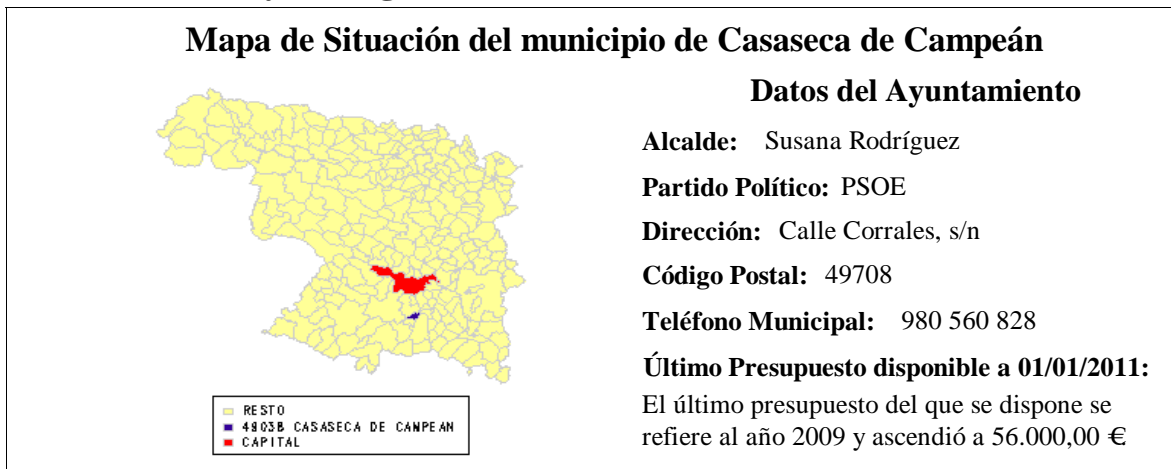 Mapa de Situación del municipio de Casaseca de Campeán
Datos del Ayuntamiento
Alcalde: Susana Rodríguez
Partido Político: PSOE
Dirección: Calle Corrales, s/n
Código Postal: 49708
Teléfono Municipal: 980 560 828
Último Presupuesto disponible a 01/01/2011:
El último presupuesto del que se dispone se
refiere al año 2009 y ascendió a 56.000,00 €
RESTO
49038 CASASECA DE CAMPEAN
CAPITAL